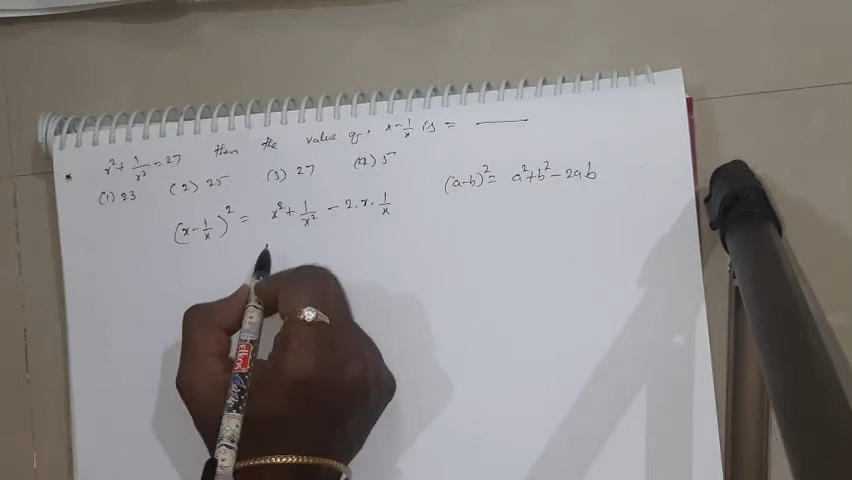 * x² + 1/x² = 27 then the value of, x - 1/x is = ———
(1) 23 (2) 25 (3) 27 (4) 5
(x - 1/x)² = x² + 1/x² - 2.x.1/x
(a-b)² = a²+b²-2ab
elkos